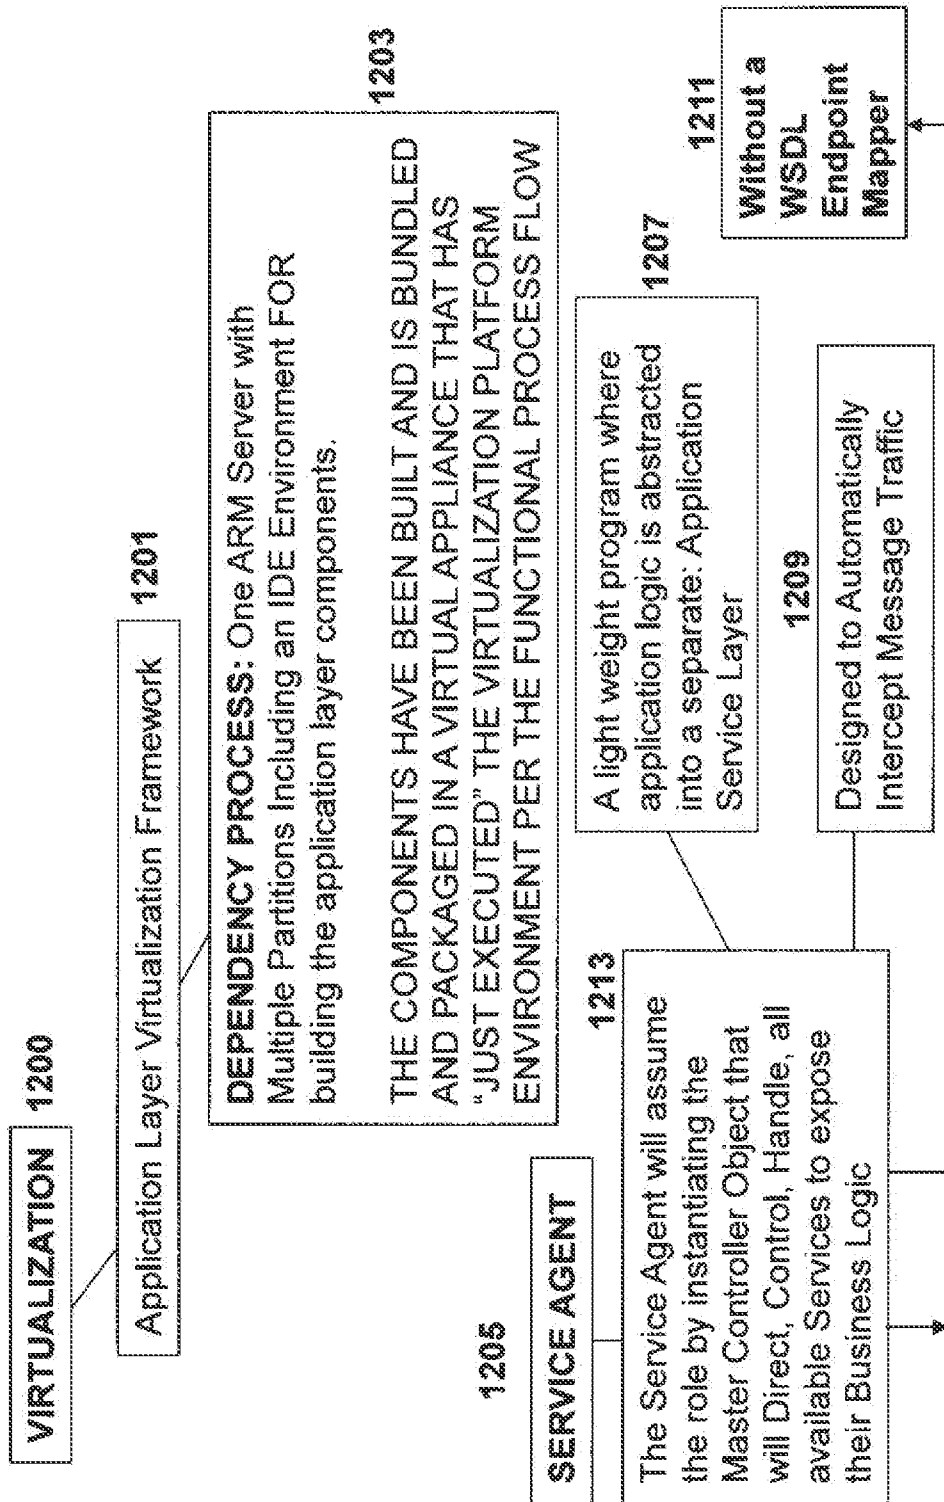 VIRTUALIZATION 1200
Application Layer Virtualization Framework
1201
DEPENDENCY PROCESS: One ARM Server with
Multiple Partitions Including an IDE Environment FOR
building the application layer components.
THE COMPONENTS HAVE BEEN BUILT AND IS BUNDLED
AND PACKAGED IN A VIRTUAL APPLIANCE THAT HAS
"JUST EXECUTED" THE VIRTUALIZATION PLATFORM
ENVIRONMENT PER THE FUNCTIONAL PROCESS FLOW
1203
1205
SERVICE AGENT
1213
The Service Agent will assume
the role by instantiating the
Master Controller Object that
will Direct, Control, Handle, all
available Services to expose
their Business Logic
A light weight program where
application logic is abstracted
into a separate: Application
Service Layer
1207
1209
Designed to Automatically
Intercept Message Traffic
1211
Without a
WSDL
Endpoint
Mapper